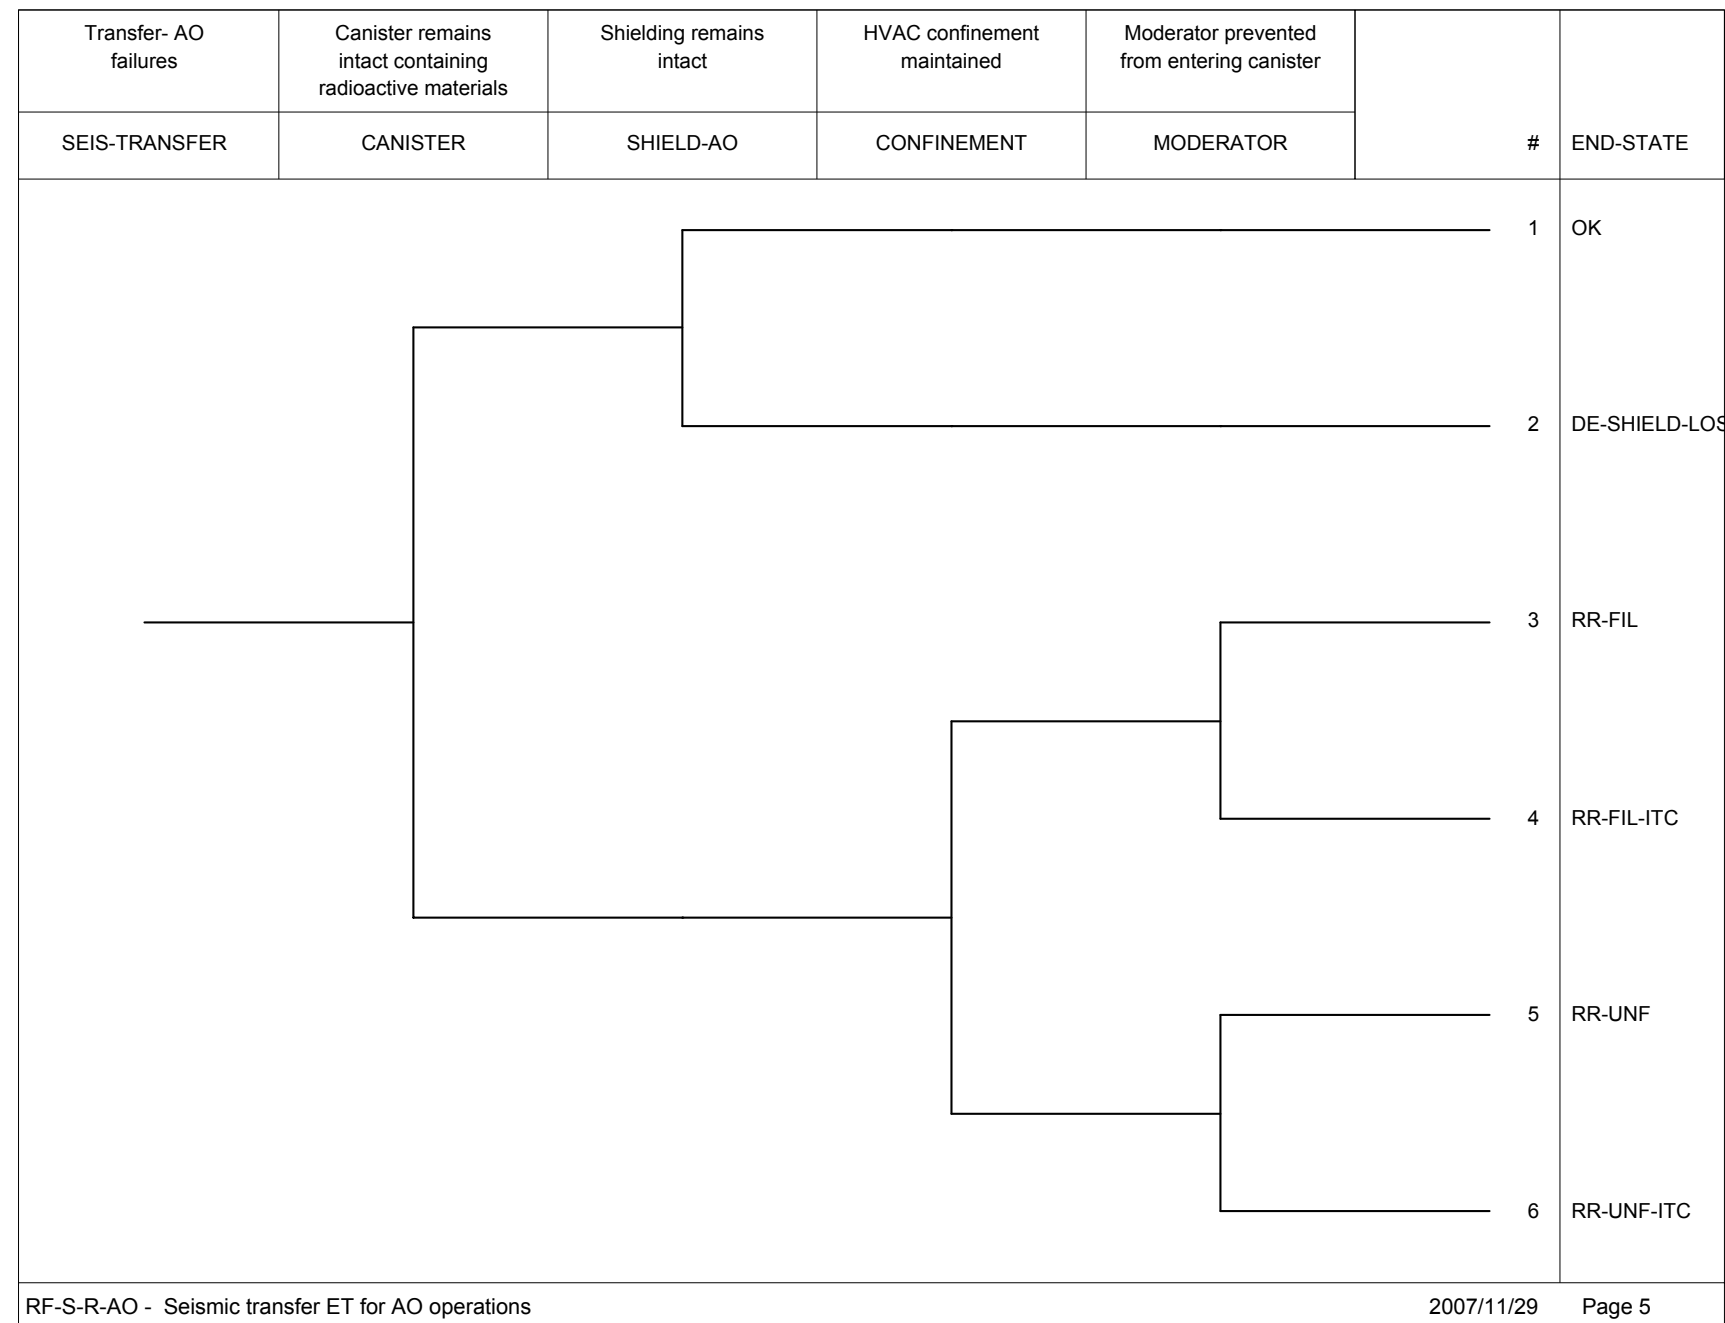 Transfer- AO
failures
Canister remains
intact containing
radioactive materials
Shielding remains
intact
HVAC confinement
maintained
Moderator prevented
from entering canister
SEIS-TRANSFER
CANISTER
SHIELD-AO
CONFINEMENT
MODERATOR
#
END-STATE
1 OK
2 DE-SHIELD-LOS
3 RR-FIL
4 RR-FIL-ITC
5 RR-UNF
6 RR-UNF-ITC
RF-S-R-AO - Seismic transfer ET for AO operations 2007/11/29 Page 5